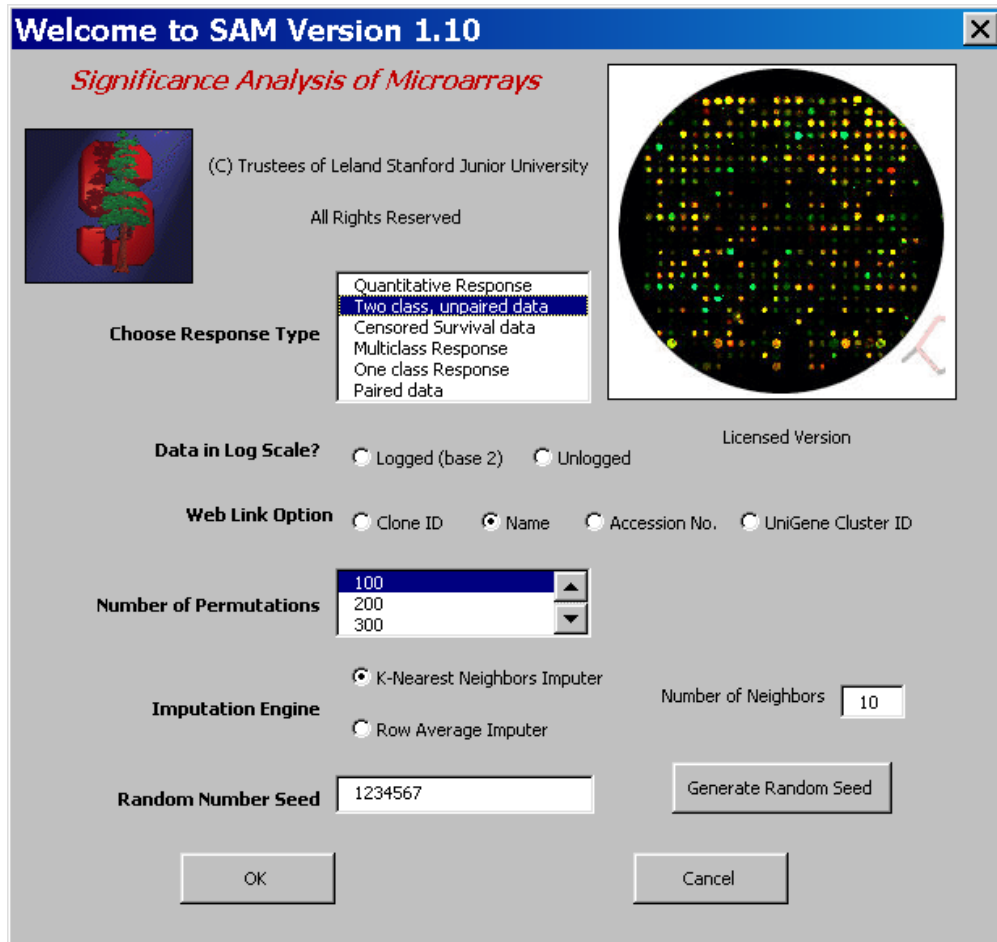 Welcome to SAM Version 1.10
Significance Analysis of Microarrays
(C) Trustees of Leland Stanford Junior University
All Rights Reserved
Choose Response Type
Quantitative Response
Two class, unpaired data
Censored Survival data
Multiclass Response
One class Response
Paired data
Licensed Version
Data in Log Scale?
Logged (base 2)
Unlogged
Web Link Option
Clone ID
Name
Accession No.
UniGene Cluster ID
Number of Permutations
100
200
300
Imputation Engine
K-Nearest Neighbors Imputer
Row Average Imputer
Number of Neighbors
10
Random Number Seed
1234567
Generate Random Seed
OK
Cancel